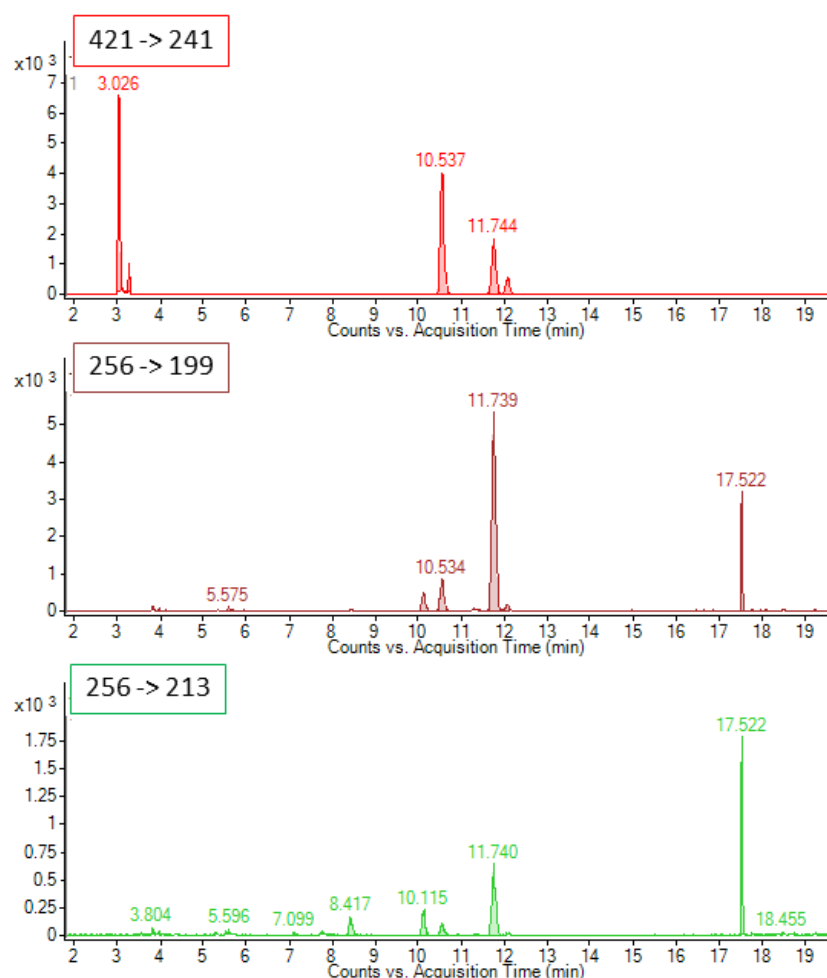 421 -> 241
x10 3
7 1 3.026
6
5
4 10.537
3
2 11.744
1
0
2 3 4 5 6 7 8 9 10 11 12 13 14 15 16 17 18 19
Counts vs. Acquisition Time (min)
256 -> 199
x10 3
11.739
5
4
3 17.522
2
1 5.575 10.534
0
2 3 4 5 6 7 8 9 10 11 12 13 14 15 16 17 18 19
Counts vs. Acquisition Time (min)
256 -> 213
x10 3
1.75 17.522
1.5
1.25
1
0.75 11.740
0.5
0.25 3.804 5.596 7.099 8.417 10.115 18.455
0
2 3 4 5 6 7 8 9 10 11 12 13 14 15 16 17 18 19
Counts vs. Acquisition Time (min)